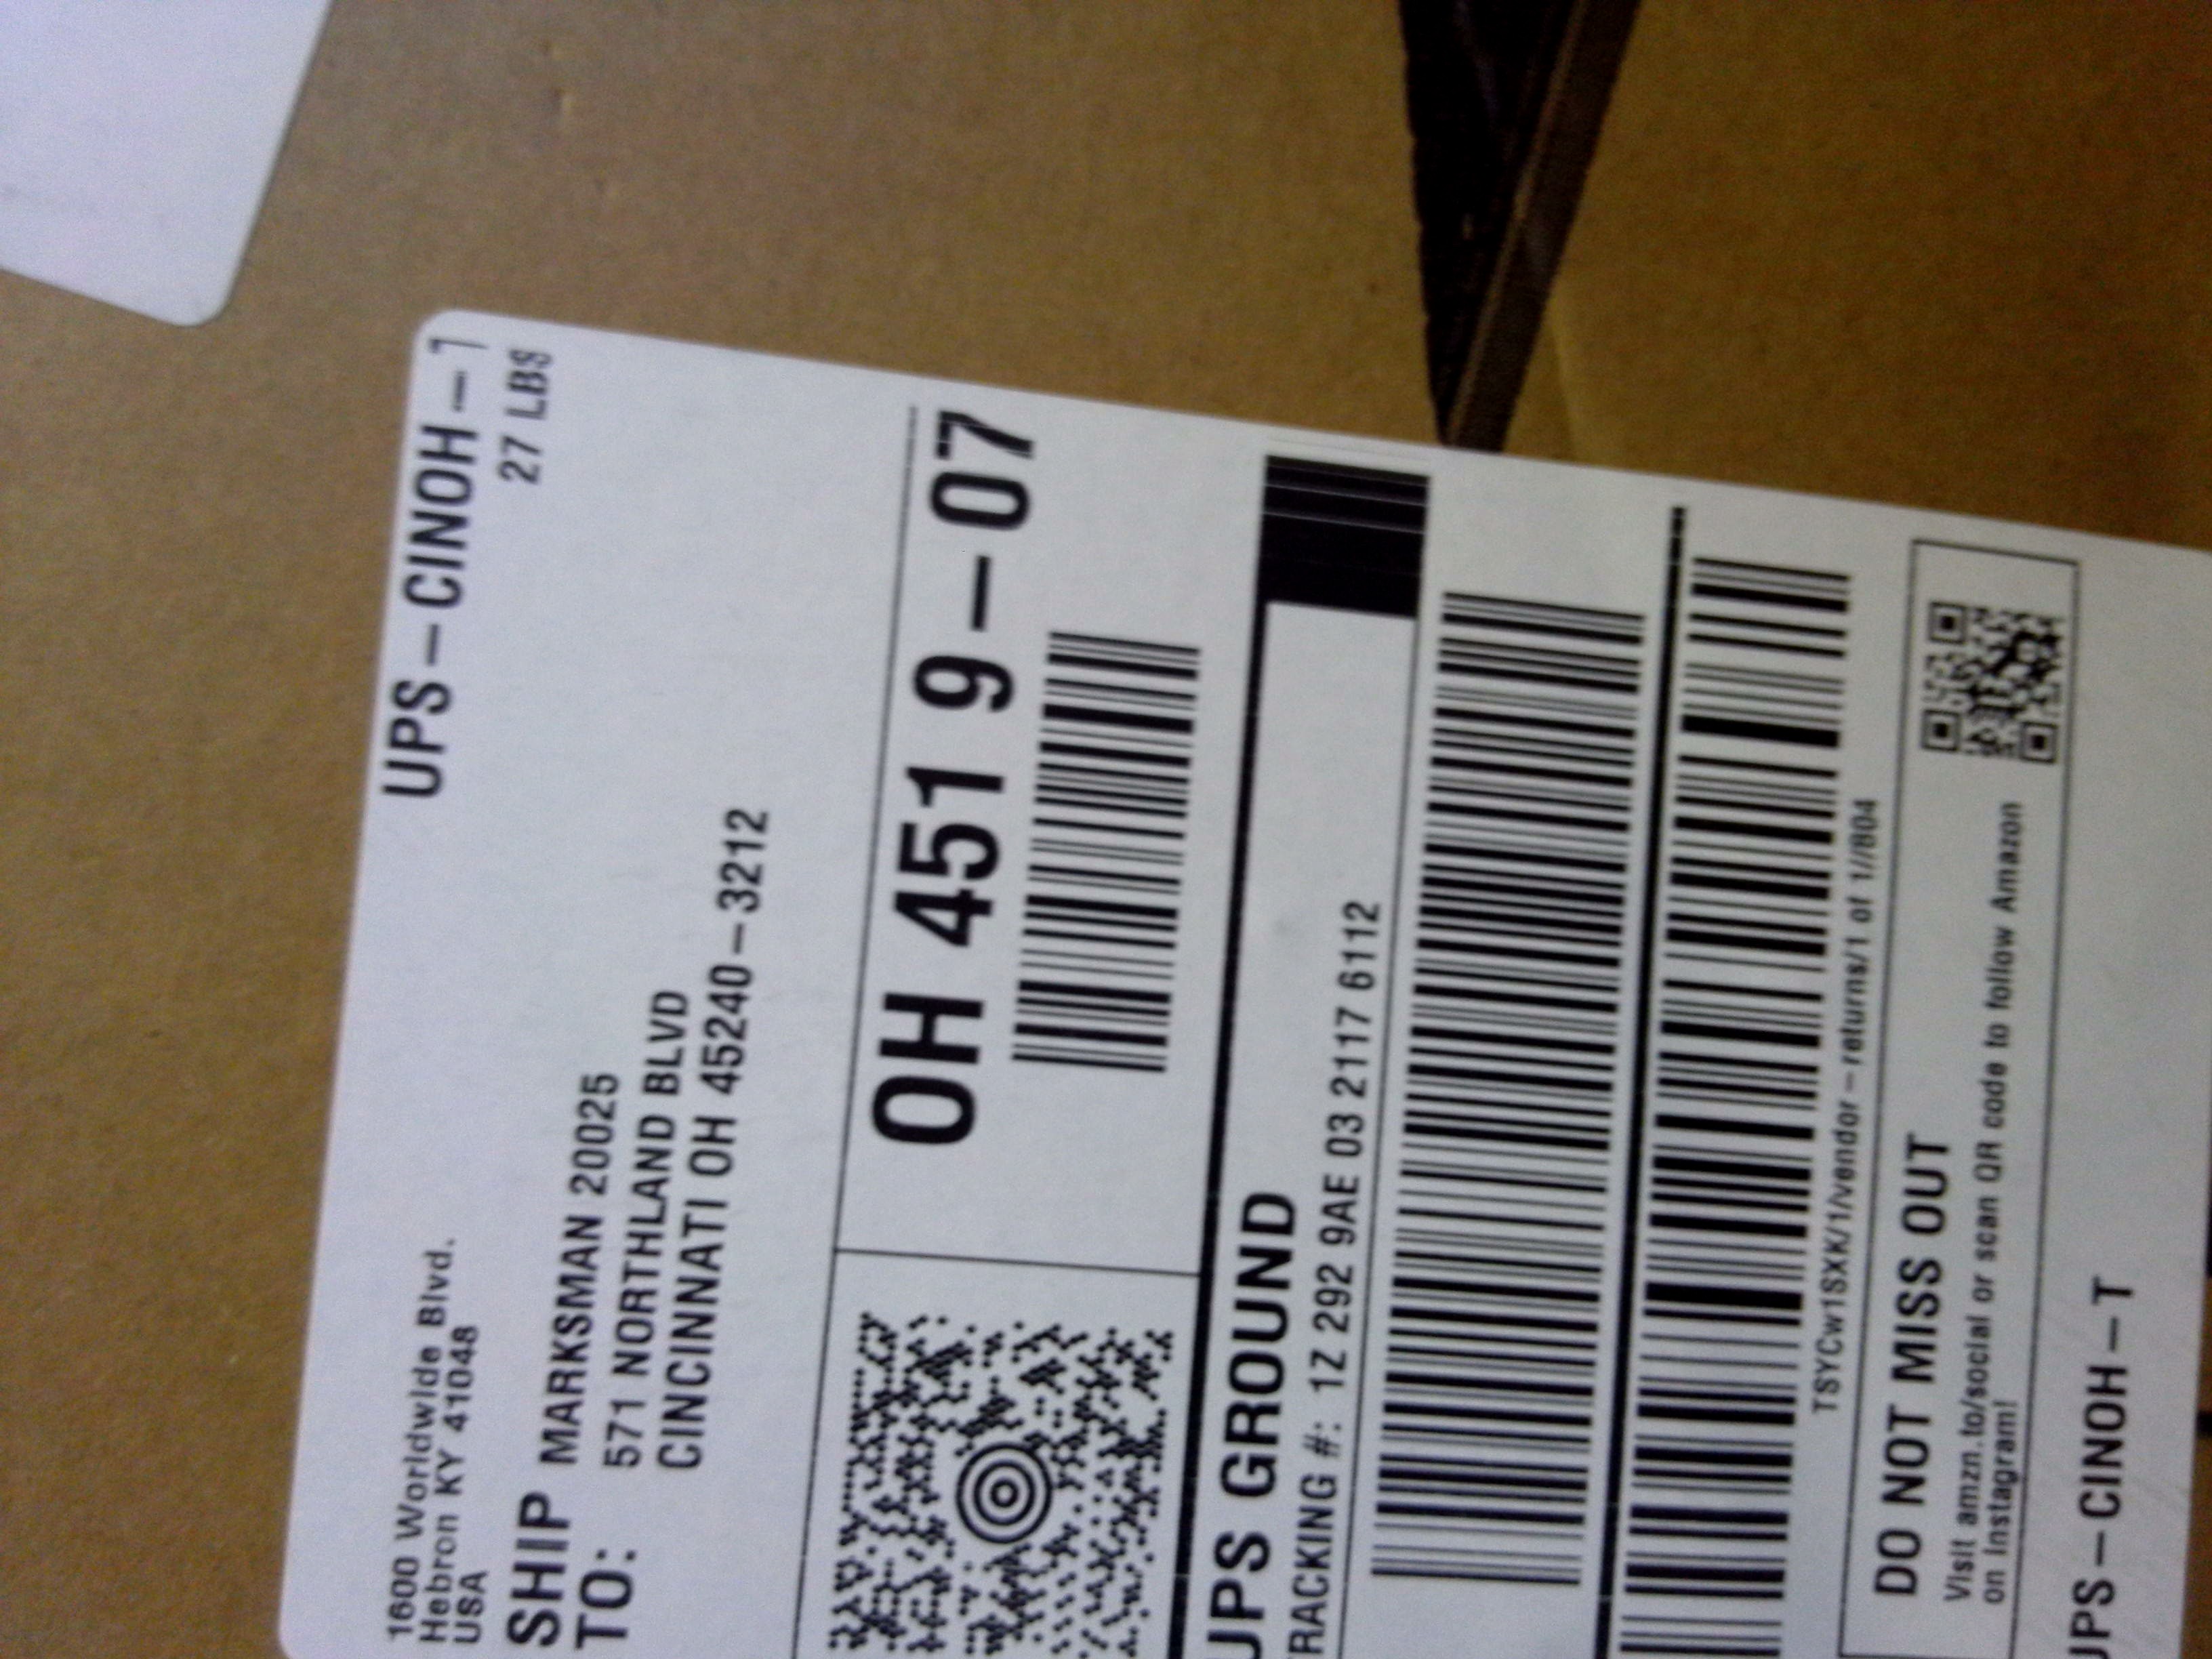 UPS-CINOH-T
27 LBS
1600 Worldwide Blvd.
Hebron KY 41048
USA
SHIP TO:
MARKSMAN 20025
571 NORTHLAND BLVD
CINCINNATI OH 45240-3212
OH 451 9-07
UPS GROUND
TRACKING #: 1Z 292 9AE 03 2117 6112
TSYCw1SXK/1/vendor-returns/1 of 1//804
DO NOT MISS OUT
Visit amzn.to/social or scan QR code to follow Amazon
on Instagram!
UPS-CINOH-T